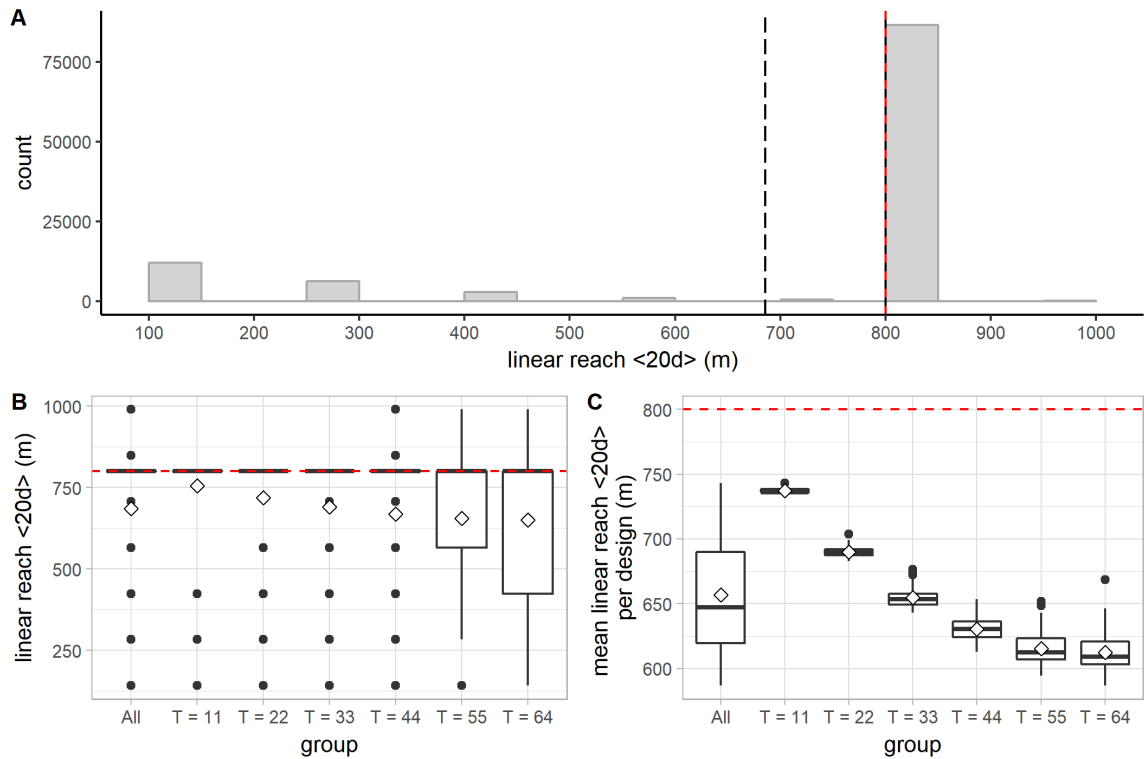 A
count
75000
50000
25000
0
100 200 300 400 500 600 700 800 900 1000
linear reach <20d> (m)
B
linear reach <20d> (m)
1000
750
500
250
All T = 11 T = 22 T = 33 T = 44 T = 55 T = 64
group
C
mean linear reach <20d>
per design (m)
800
750
700
650
600
All T = 11 T = 22 T = 33 T = 44 T = 55 T = 64
group